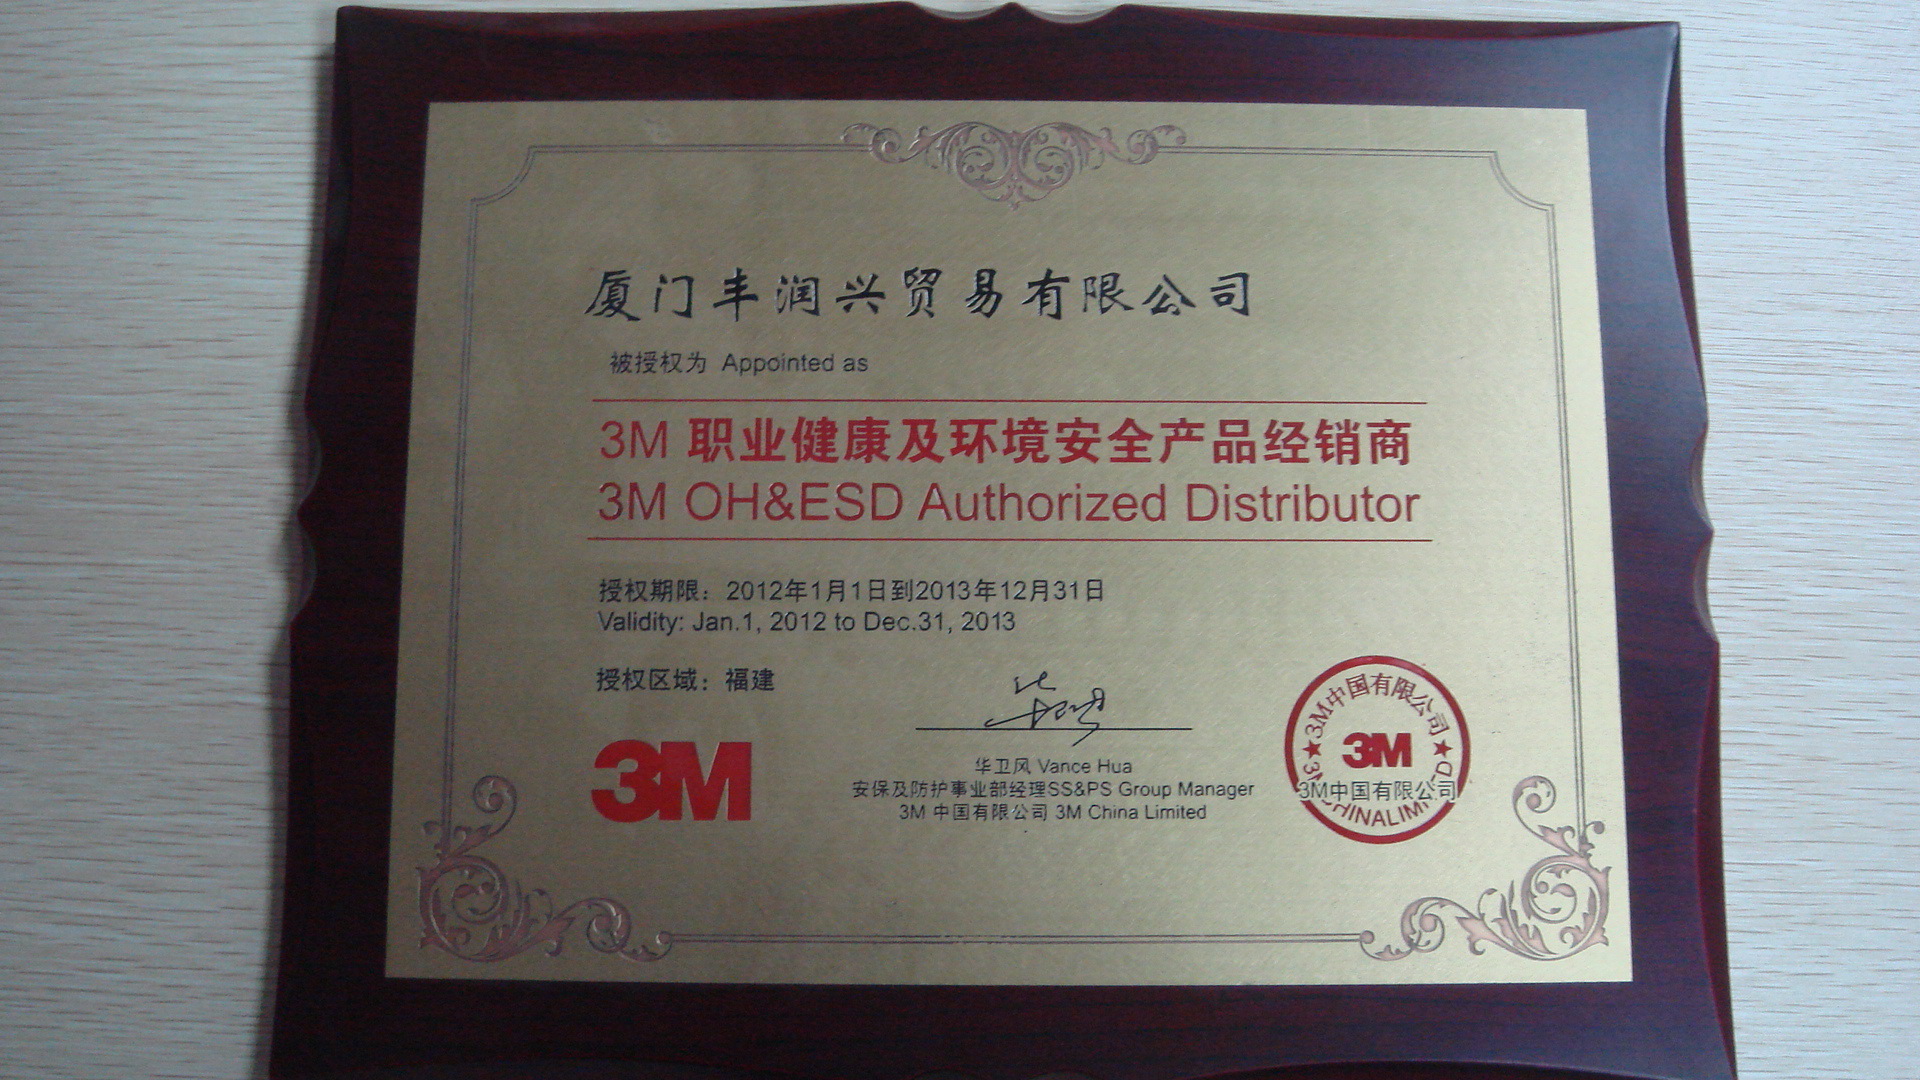 厦门丰润兴贸易有限公司
被授权为 Appointed as
3M 职业健康及环境安全产品经销商
3M OH&ESD Authorized Distributor
授权期限：2012年1月1日到2013年12月31日
Validity: Jan.1, 2012 to Dec.31, 2013
授权区域：福建
3M
华卫风 Vance Hua
安保及防护事业部经理SS&PS Group Manager
3M 中国有限公司 3M China Limited
3M中国有限公司
3M
3M中国有限公司